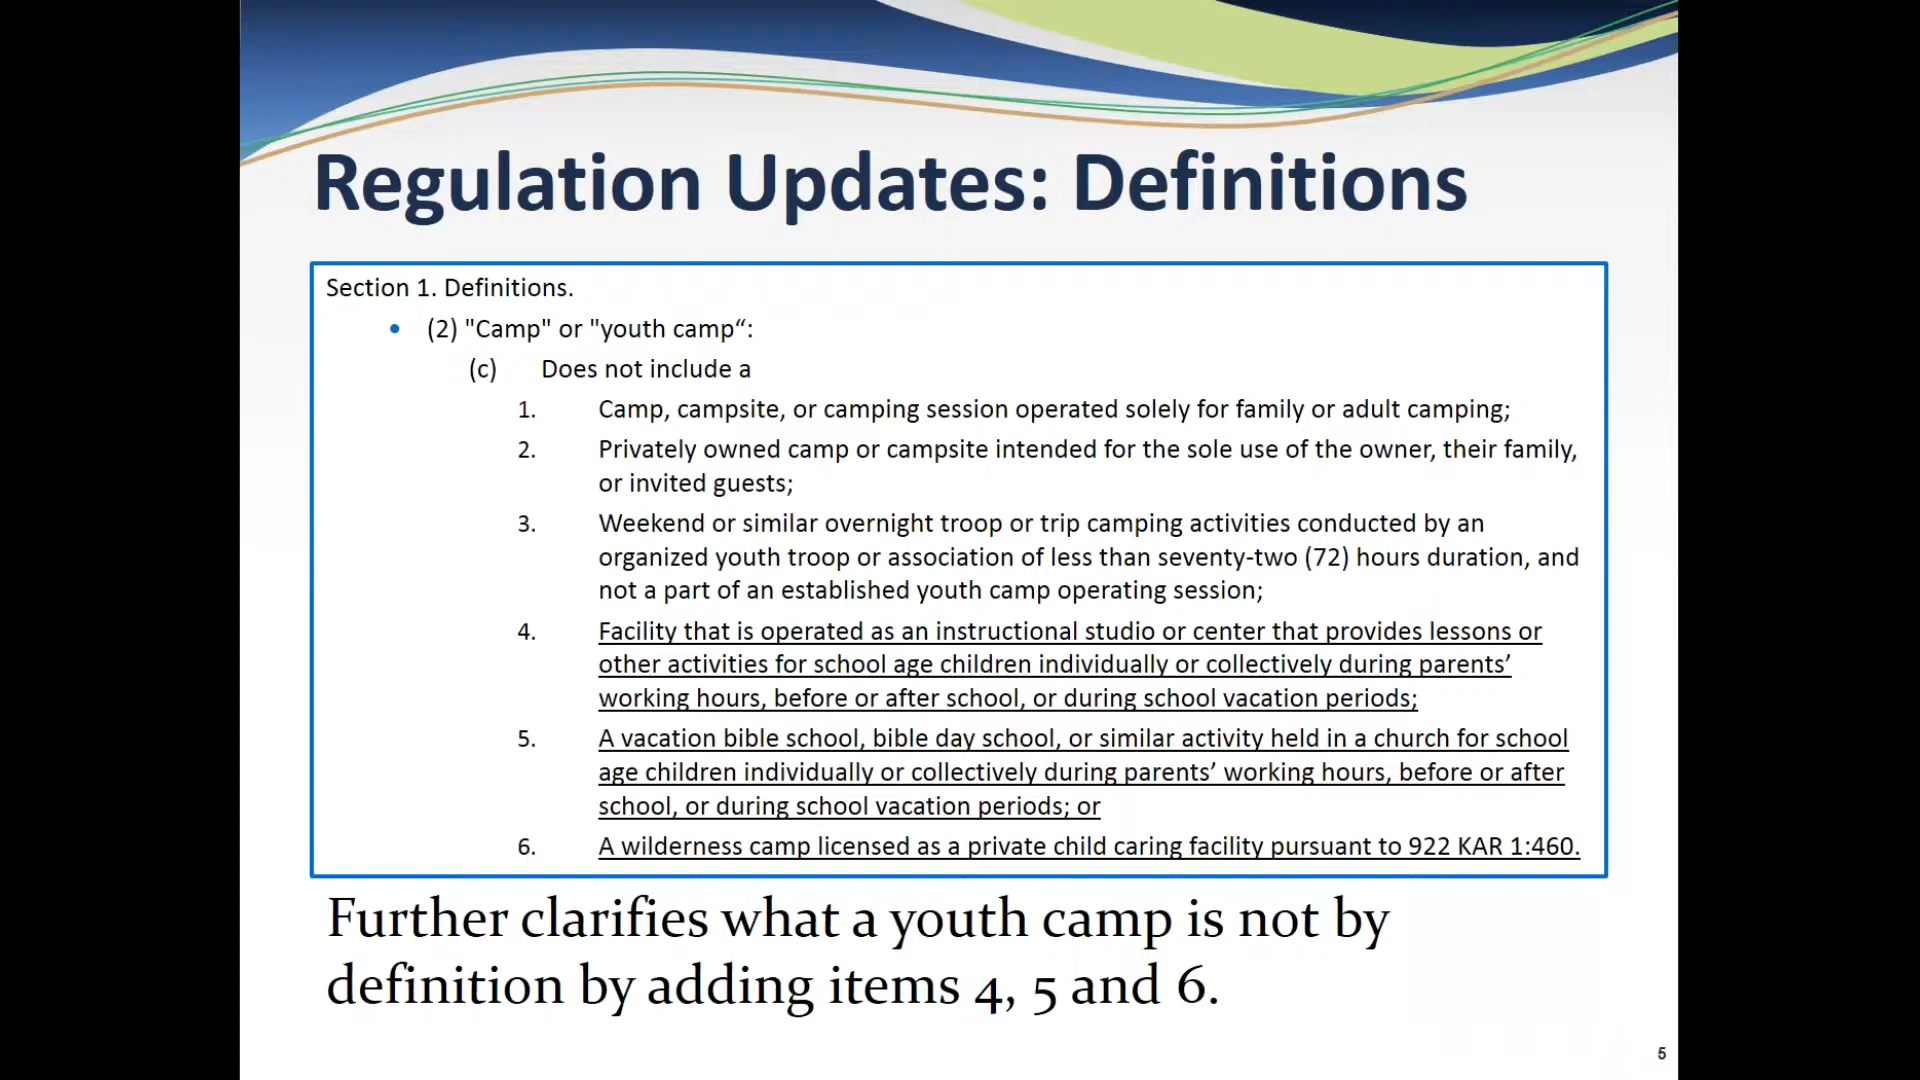 Regulation Updates: Definitions
Section 1. Definitions.
• (2) "Camp" or "youth camp“:
(c) Does not include a
1. Camp, campsite, or camping session operated solely for family or adult camping;
2. Privately owned camp or campsite intended for the sole use of the owner, their family,
or invited guests;
3. Weekend or similar overnight troop or trip camping activities conducted by an
organized youth troop or association of less than seventy-two (72) hours duration, and
not a part of an established youth camp operating session;
4. Facility that is operated as an instructional studio or center that provides lessons or
other activities for school age children individually or collectively during parents’
working hours, before or after school, or during school vacation periods;
5. A vacation bible school, bible day school, or similar activity held in a church for school
age children individually or collectively during parents’ working hours, before or after
school, or during school vacation periods; or
6. A wilderness camp licensed as a private child caring facility pursuant to 922 KAR 1:460.
Further clarifies what a youth camp is not by
definition by adding items 4, 5 and 6.
5